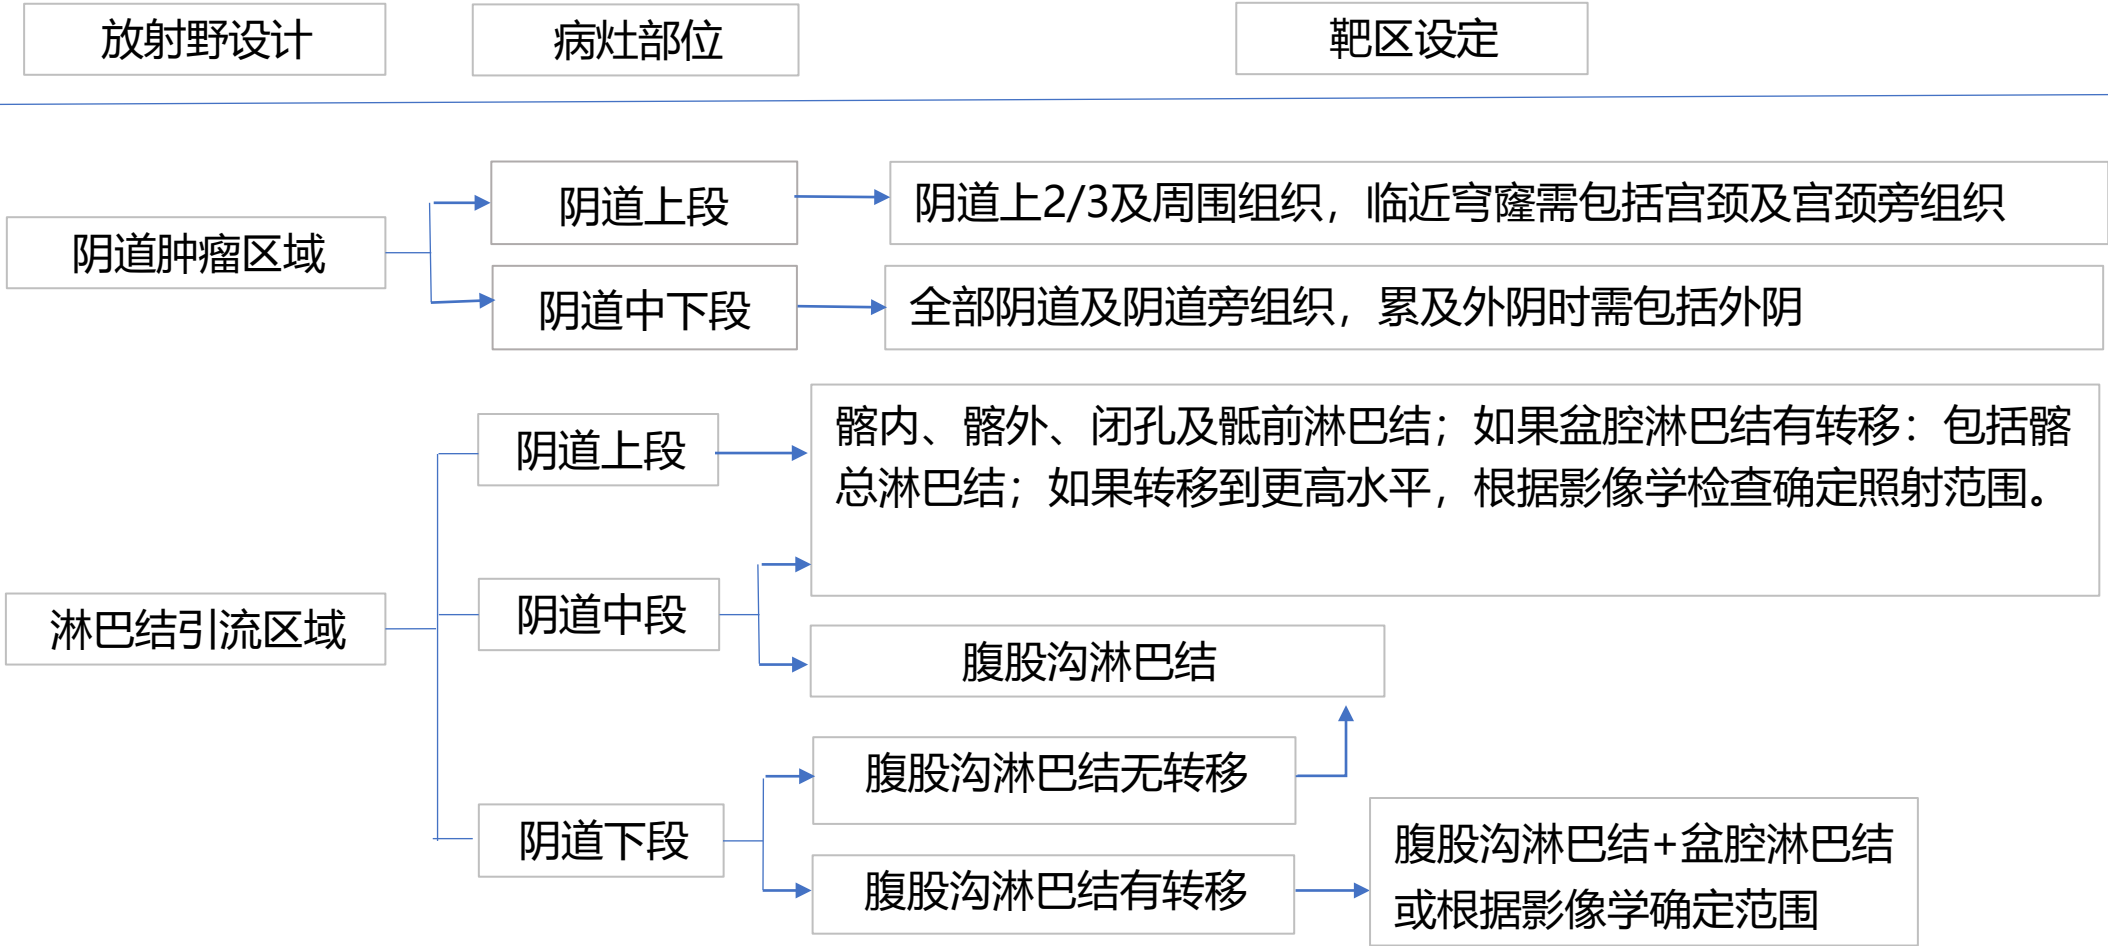 放射野设计
病灶部位
靶区设定
阴道上段
阴道上2/3及周围组织，临近穹窿需包括宫颈及宫颈旁组织
阴道肿瘤区域
阴道中下段
全部阴道及阴道旁组织，累及外阴时需包括外阴
阴道上段
髂内、髂外、闭孔及骶前淋巴结；如果盆腔淋巴结有转移：包括髂
总淋巴结；如果转移到更高水平，根据影像学检查确定照射范围。
淋巴结引流区域
阴道中段
腹股沟淋巴结
腹股沟淋巴结无转移
阴道下段
腹股沟淋巴结有转移
腹股沟淋巴结+盆腔淋巴结
或根据影像学确定范围